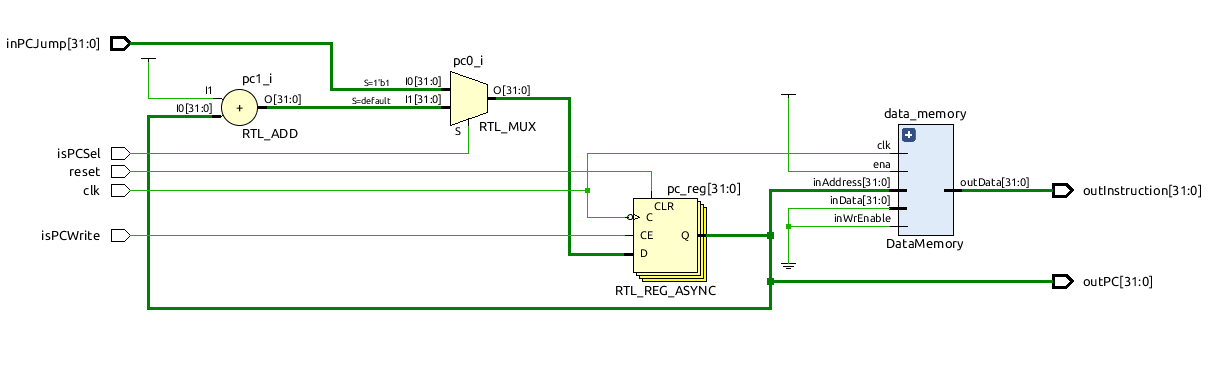 inPCJump[31:0]
pc0_i
pc1_i
S=1'b1
I0[31:0]
I1
O[31:0]
O[31:0]
I0[31:0]
S=default
I1[31:0]
+
RTL_ADD
S
RTL_MUX
data_memory
isPCSel
clk
reset
ena
clk
pc_reg[31:0]
inAddress[31:0]
outData[31:0]
outInstruction[31:0]
CLR
inData[31:0]
C
inWrEnable
isPCWrite
CE
Q
DataMemory
D
outPC[31:0]
RTL_REG_ASYNC